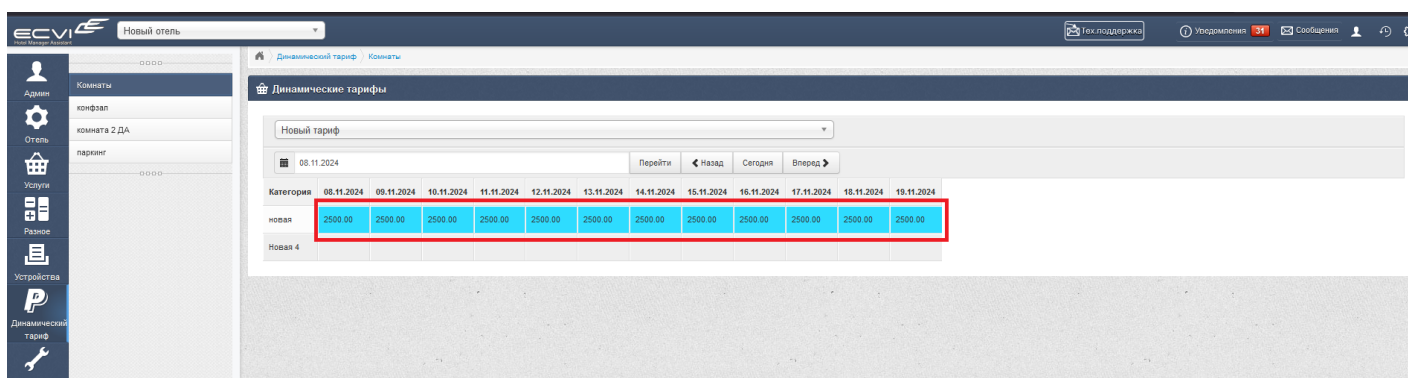 ECVI
Hotel Manager Assistant
Новый отель
Тех.поддержка
Уведомления 31
Сообщения
Админ
Отель
Услуги
Разное
Устройства
Динамический
тариф
Комнаты
конфзал
комната 2 ДА
паркинг
Динамический тариф Комнаты
Динамические тарифы
Новый тариф
08.11.2024 Перейти Назад Сегодня Вперед
Категория 08.11.2024 09.11.2024 10.11.2024 11.11.2024 12.11.2024 13.11.2024 14.11.2024 15.11.2024 16.11.2024 17.11.2024 18.11.2024 19.11.2024
новая 2500.00 2500.00 2500.00 2500.00 2500.00 2500.00 2500.00 2500.00 2500.00 2500.00 2500.00 2500.00
Новая 4